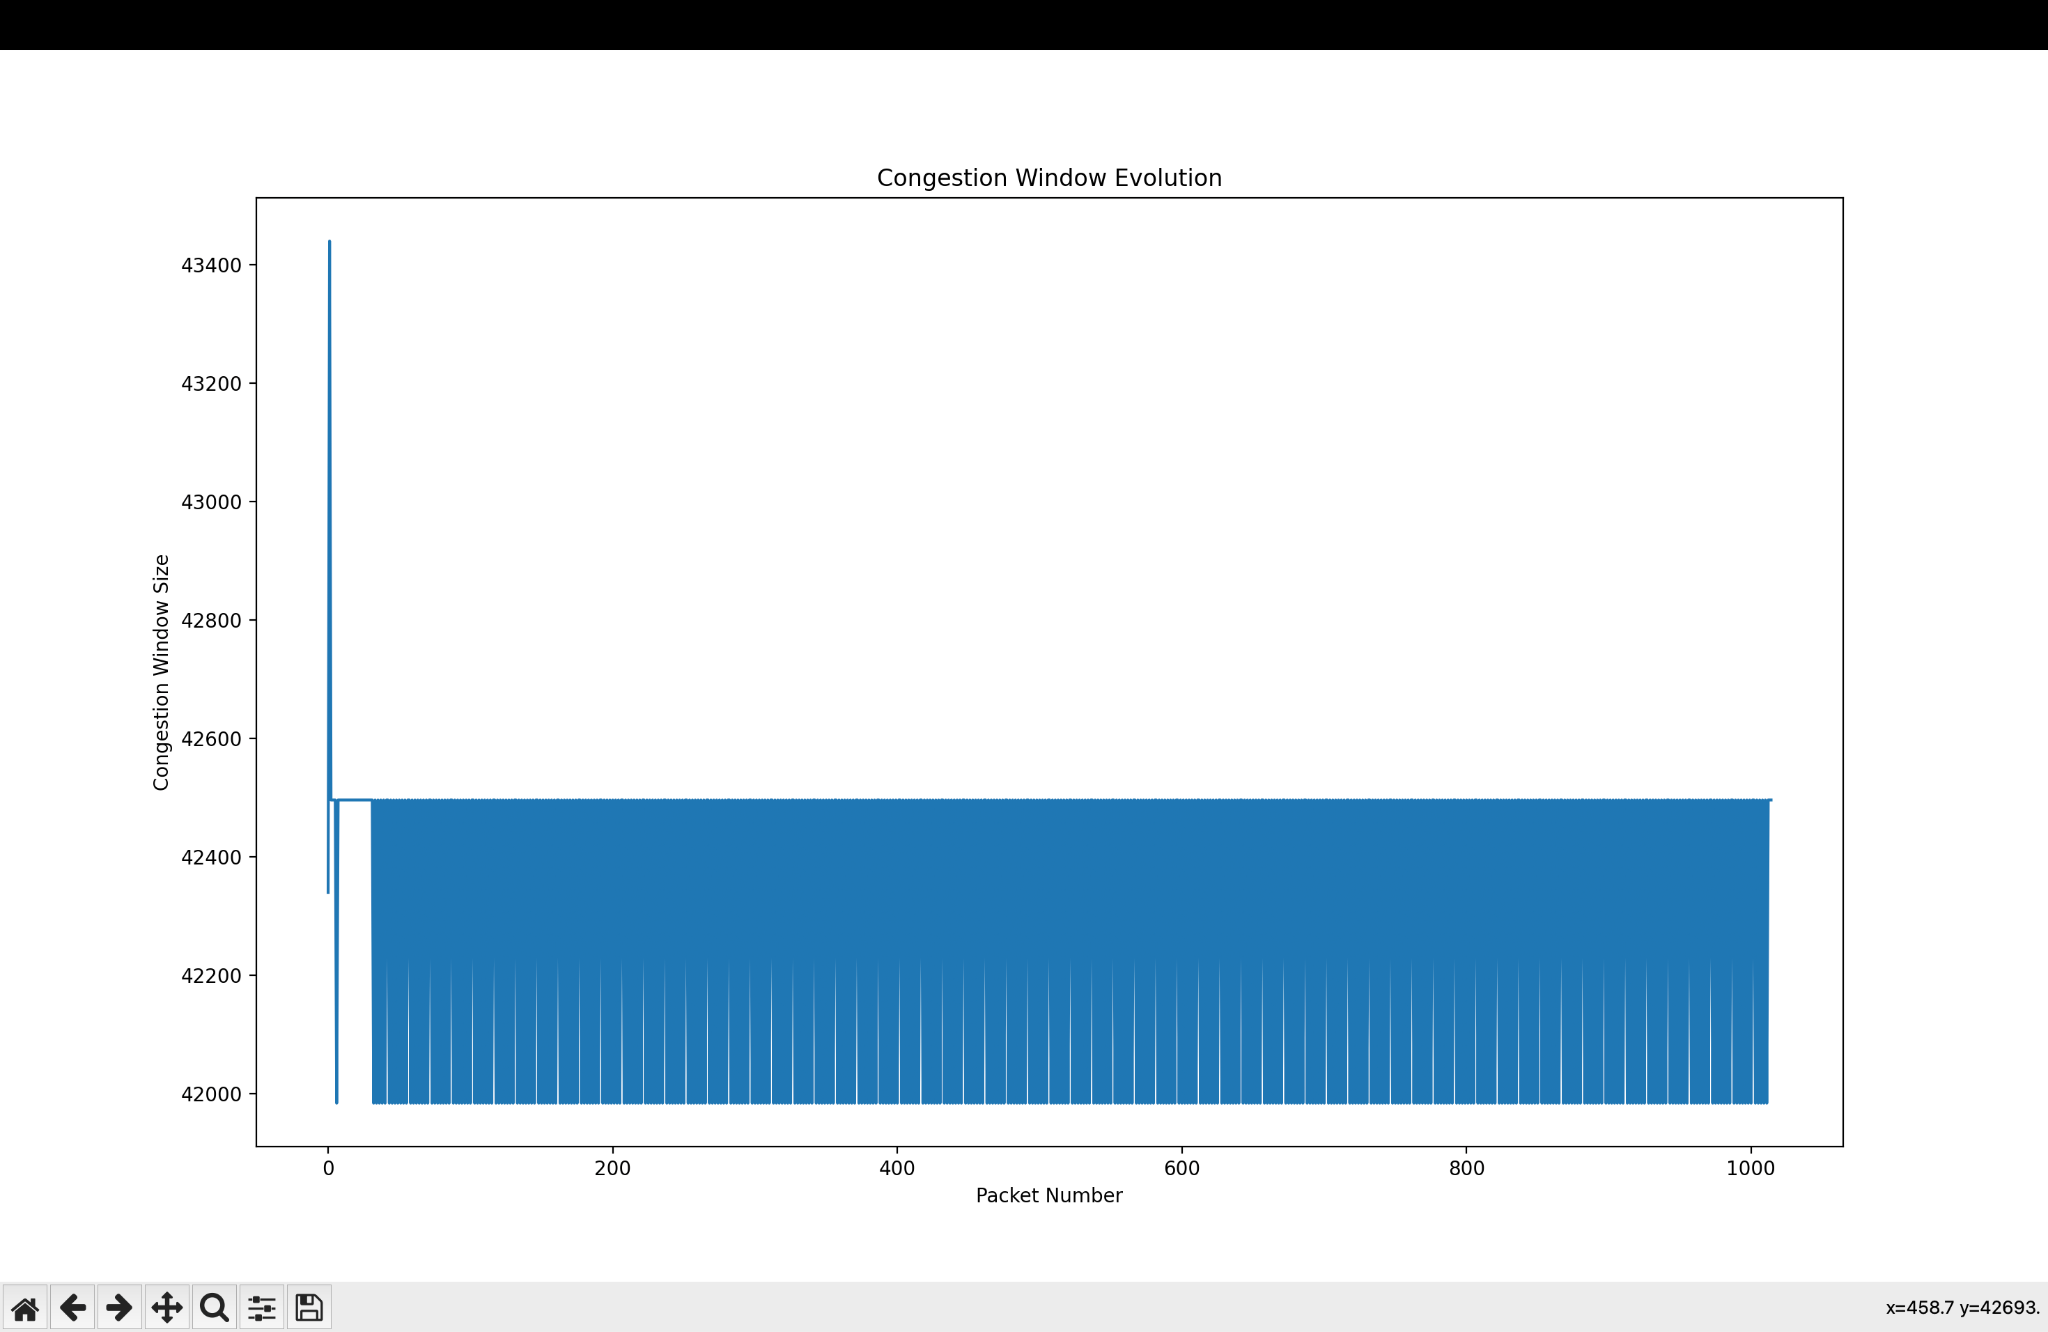 Congestion Window Evolution
43400
43200
43000
42800
42600
42400
42200
42000
Congestion Window Size
0 200 400 600 800 1000
Packet Number
x=458.7 y=42693.